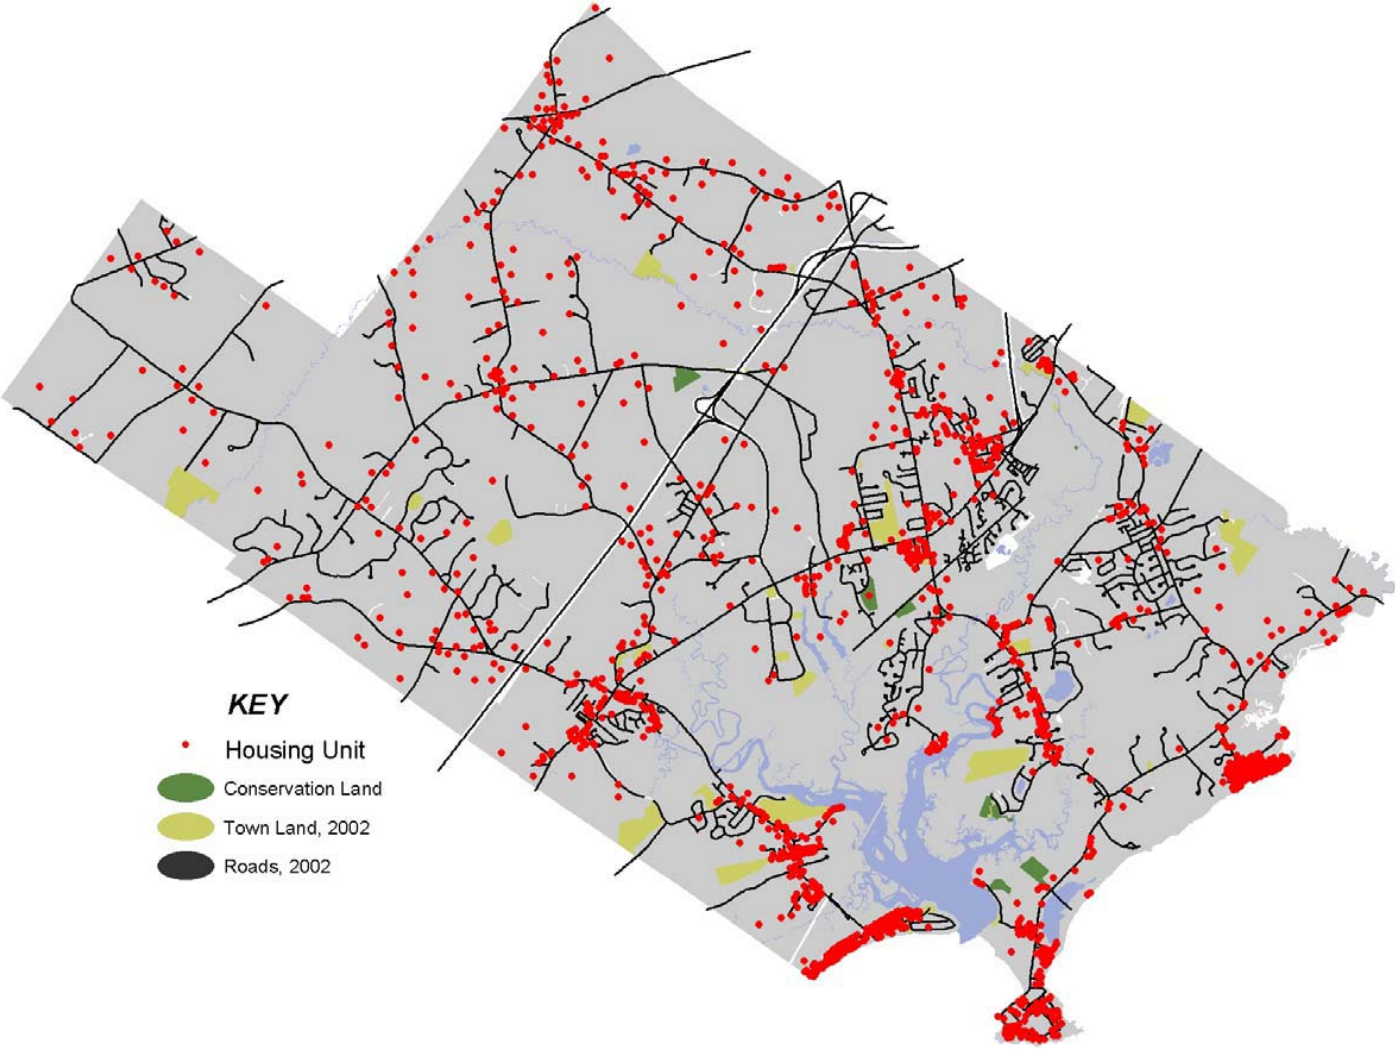 KEY
Housing Unit
Conservation Land
Town Land, 2002
Roads, 2002